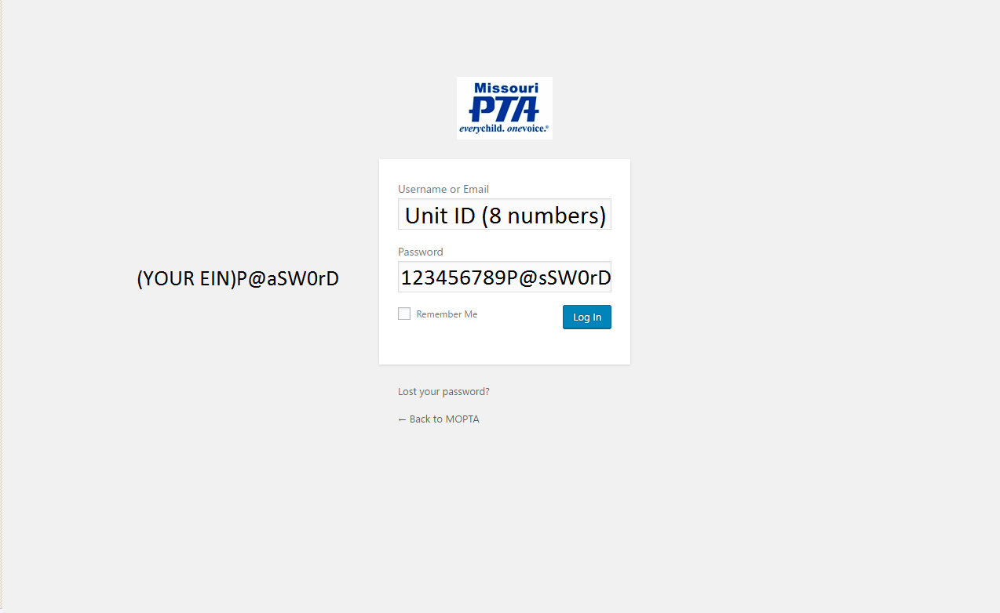 Missouri
PTA
everychild. onevoice.®
Username or Email
Unit ID (8 numbers)
Password
(YOUR EIN)P@aSW0rD
123456789P@sSW0rD
Remember Me
Log In
Lost your password?
← Back to MOPTA